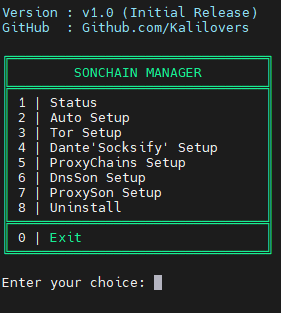 Version : v1.0 (Initial Release)
GitHub  : Github.com/Kalilovers
SONCHAIN MANAGER
1 | Status
2 | Auto Setup
3 | Tor Setup
4 | Dante'Socksify' Setup
5 | ProxyChains Setup
6 | DnsSon Setup
7 | ProxySon Setup
8 | Uninstall
0 | Exit
Enter your choice: